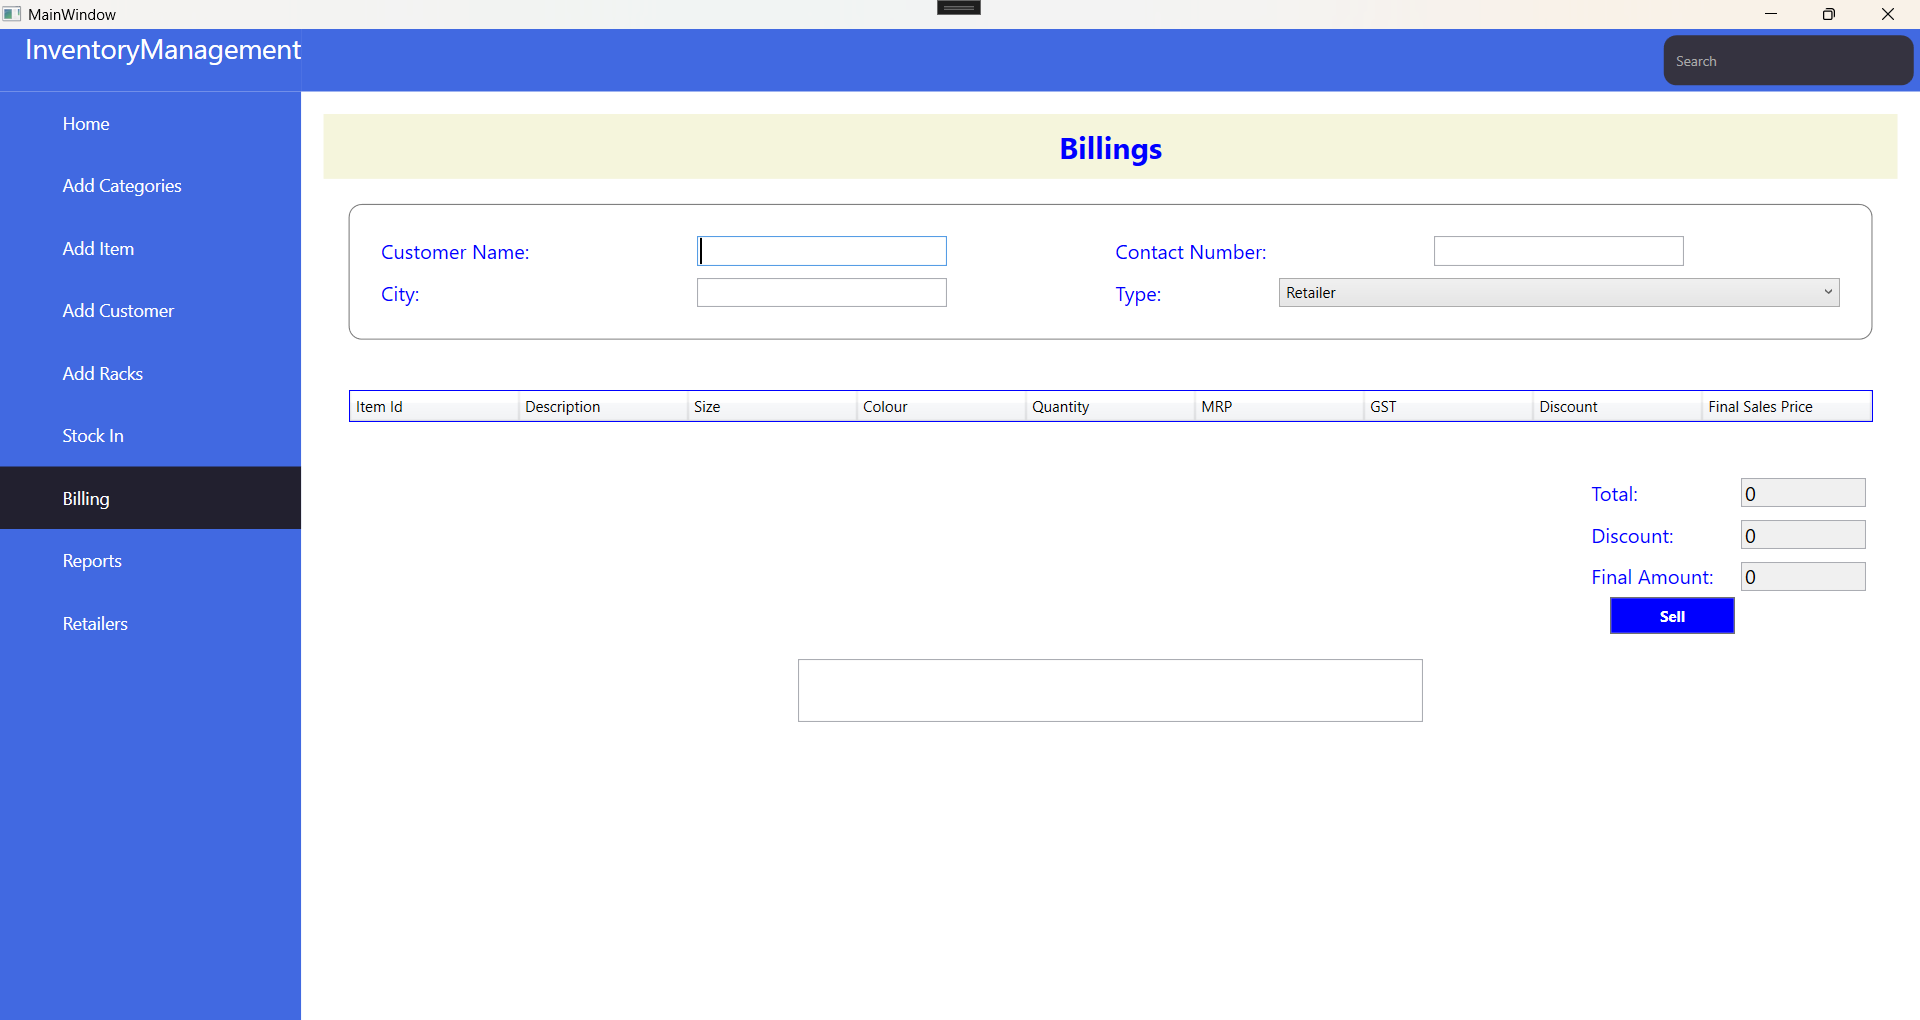 MainWindow
InventoryManagement
Search
Home
Add Categories
Add Item
Add Customer
Add Racks
Stock In
Billing
Reports
Retailers
Billings
Customer Name:
Contact Number:
City:
Type: Retailer
Item Id Description Size Colour Quantity MRP GST Discount Final Sales Price
Total: 0
Discount: 0
Final Amount: 0
Sell